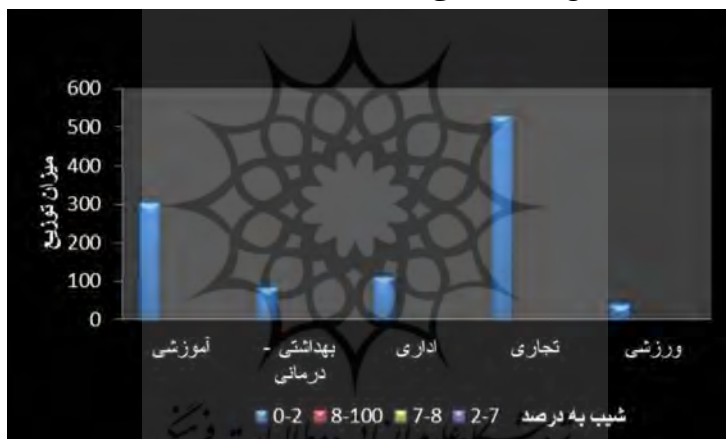 600
500
400
300
200
100
0
میزان توزیع
آموزشی
بهداشتی -
درمانی
اداری
تجاری
ورزشی
0-2 8-100 7-8 2-7 شیب به درصد